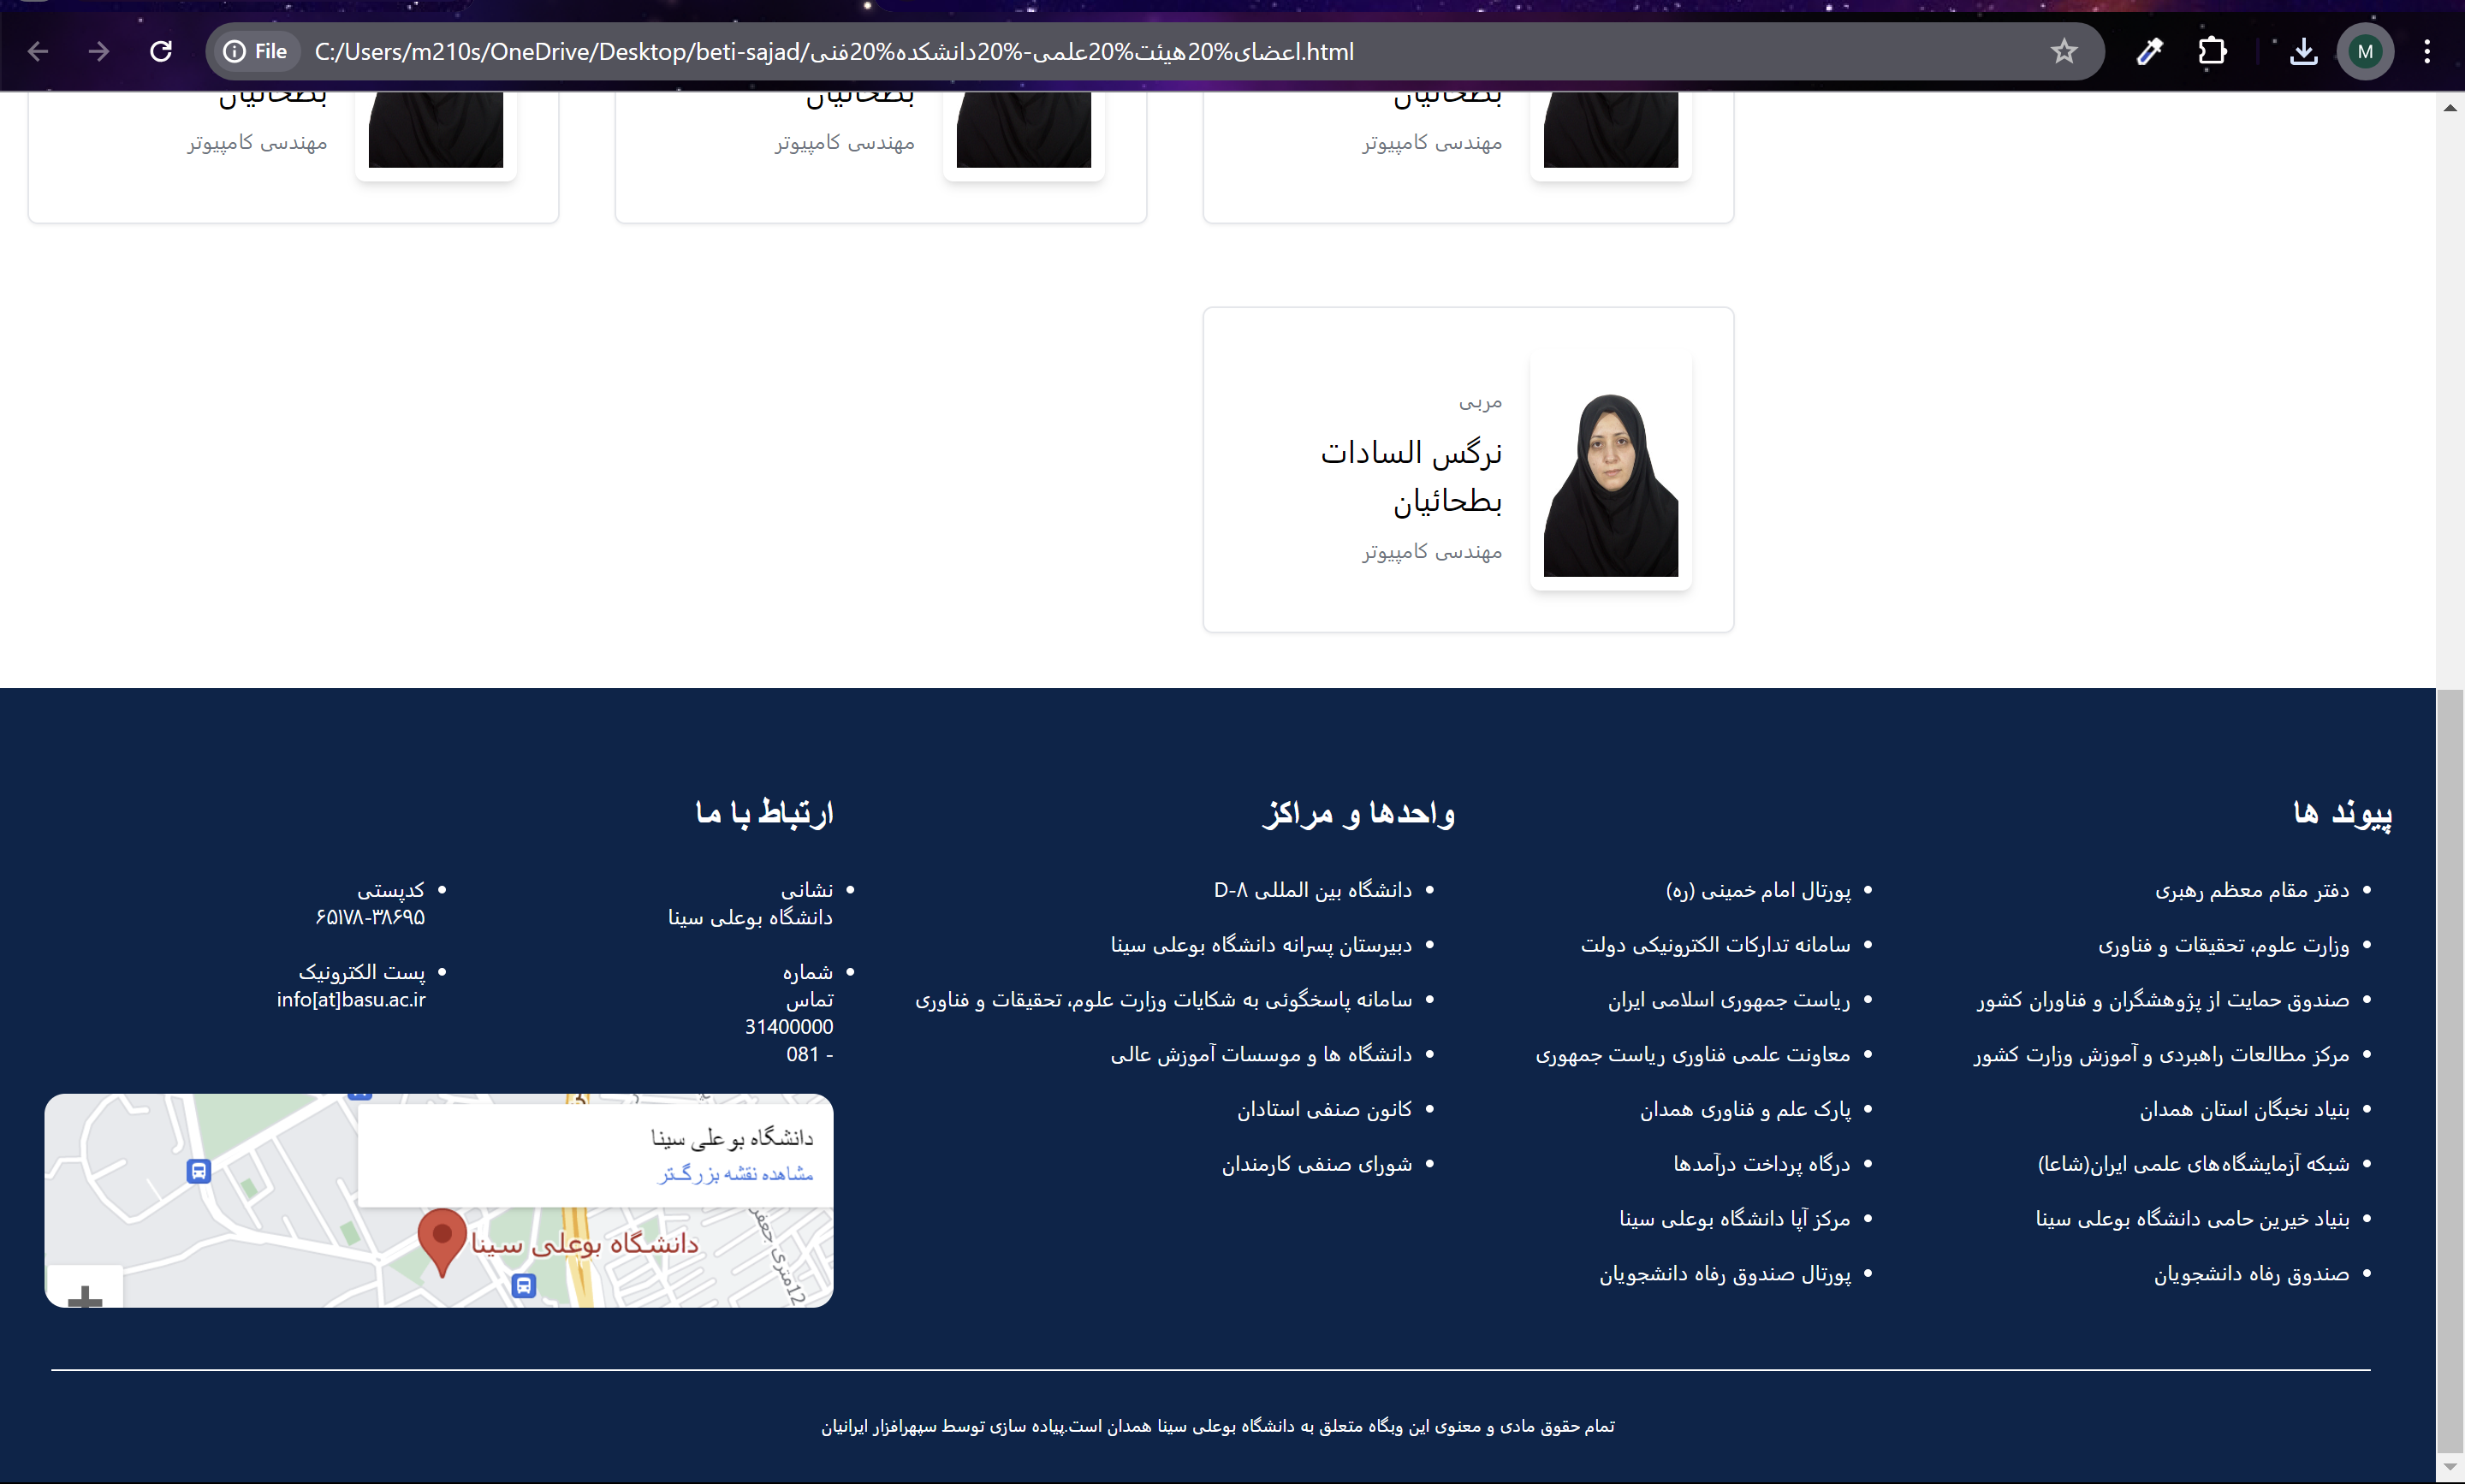 File
C:/Users/m210s/OneDrive/Desktop/beti-sajad/اعضای%20هیئت%20علمی-%20دانشکده%20فنی.html
M
بطحائیان
مهندسی کامپیوتر
بطحائیان
مهندسی کامپیوتر
بطحائیان
مهندسی کامپیوتر
مربی
نرگس السادات
بطحائیان
مهندسی کامپیوتر
پیوند ها
دفتر مقام معظم رهبری
وزارت علوم، تحقیقات و فناوری
صندوق حمایت از پژوهشگران و فناوران کشور
مرکز مطالعات راهبردی و آموزش وزارت کشور
بنیاد نخبگان استان همدان
شبکه آزمایشگاه‌های علمی ایران(شاعا)
بنیاد خیرین حامی دانشگاه بوعلی سینا
صندوق رفاه دانشجویان
پورتال امام خمینی (ره)
سامانه تدارکات الکترونیکی دولت
ریاست جمهوری اسلامی ایران
معاونت علمی فناوری ریاست جمهوری
پارک علم و فناوری همدان
درگاه پرداخت درآمدها
مرکز آپا دانشگاه بوعلی سینا
پورتال صندوق رفاه دانشجویان
واحدها و مراکز
دانشگاه بین المللی D-۸
دبیرستان پسرانه دانشگاه بوعلی سینا
سامانه پاسخگوئی به شکایات وزارت علوم، تحقیقات و فناوری
دانشگاه ها و موسسات آموزش عالی
کانون صنفی استادان
شورای صنفی کارمندان
ارتباط با ما
نشانی
دانشگاه بوعلی سینا
شماره
تماس
31400000
- 081
کدپستی
۶۵۱۷۸-۳۸۶۹۵
پست الکترونیک
info[at]basu.ac.ir
دانشگاه بوعلی سینا
مشاهده نقشه بزرگ‌تر
دانشگاه بوعلی سینا
12متری جعفر
تمام حقوق مادی و معنوی این وبگاه متعلق به دانشگاه بوعلی سینا همدان است.پیاده سازی توسط سپهرافزار ایرانیان